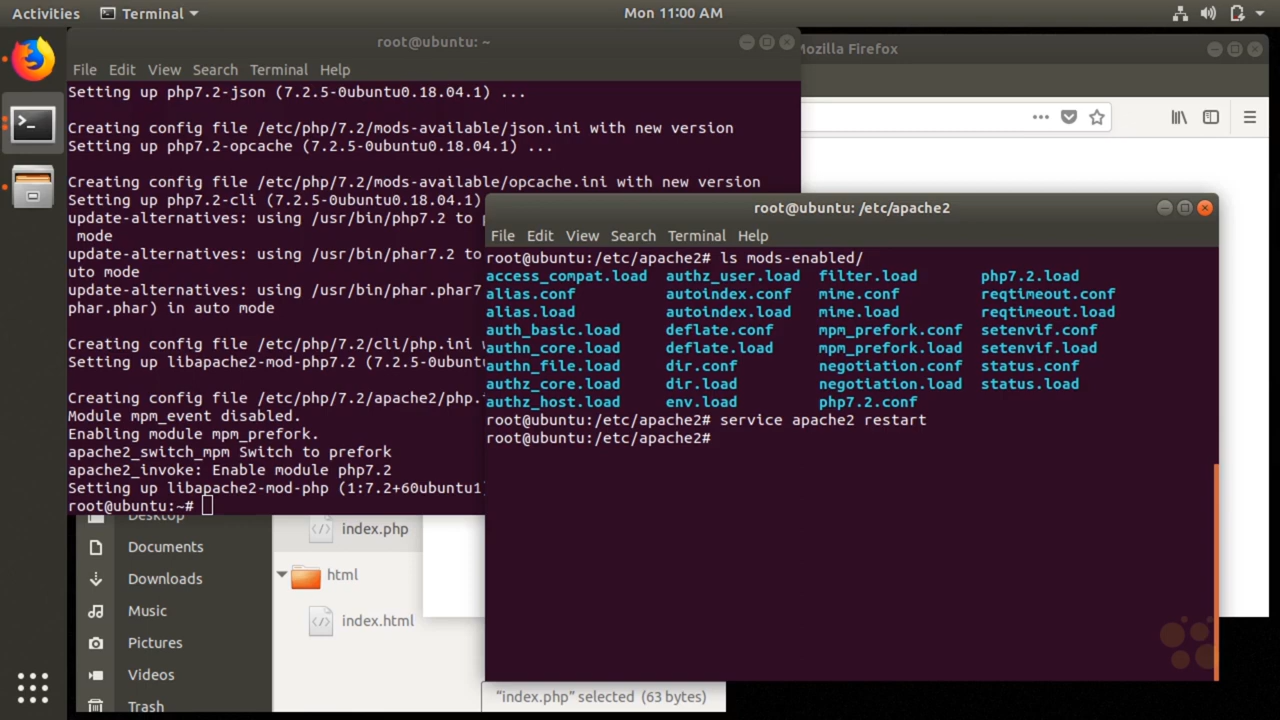 Activities Terminal Mon 11:00 AM
root@ubuntu: ~
File Edit View Search Terminal Help
Setting up php7.2-json (7.2.5-0ubuntu0.18.04.1) ...
Creating config file /etc/php/7.2/mods-available/json.ini with new version
Setting up php7.2-opcache (7.2.5-0ubuntu0.18.04.1) ...
Creating config file /etc/php/7.2/mods-available/opcache.ini with new version
Setting up php7.2-cli (7.2.5-0ubuntu0.18.04.1)
update-alternatives: using /usr/bin/php7.2 to
mode
update-alternatives: using /usr/bin/phar7.2 to
uto mode
update-alternatives: using /usr/bin/phar.phar7
phar.phar) in auto mode
Creating config file /etc/php/7.2/cli/php.ini
Setting up libapache2-mod-php7.2 (7.2.5-0ubunt
Creating config file /etc/php/7.2/apache2/php.
Module mpm_event disabled.
Enabling module mpm_prefork.
apache2_switch_mpm Switch to prefork
apache2_invoke: Enable module php7.2
Setting up libapache2-mod-php (1:7.2+60ubuntu1)
root@ubuntu:~#
Mozilla Firefox
root@ubuntu: /etc/apache2
File Edit View Search Terminal Help
root@ubuntu:/etc/apache2# ls mods-enabled/
access_compat.load authz_user.load filter.load php7.2.load
alias.conf autoindex.conf mime.conf reqtimeout.conf
alias.load autoindex.load mime.load reqtimeout.load
auth_basic.load deflate.conf mpm_prefork.conf setenvif.conf
authn_core.load deflate.load mpm_prefork.load setenvif.load
authn_file.load dir.conf negotiation.conf status.conf
authz_core.load dir.load negotiation.load status.load
authz_host.load env.load php7.2.conf
root@ubuntu:/etc/apache2# service apache2 restart
root@ubuntu:/etc/apache2#
Desktop
Documents
Downloads
Music
Pictures
Videos
Trash
index.php
html
index.html
“index.php” selected (63 bytes)